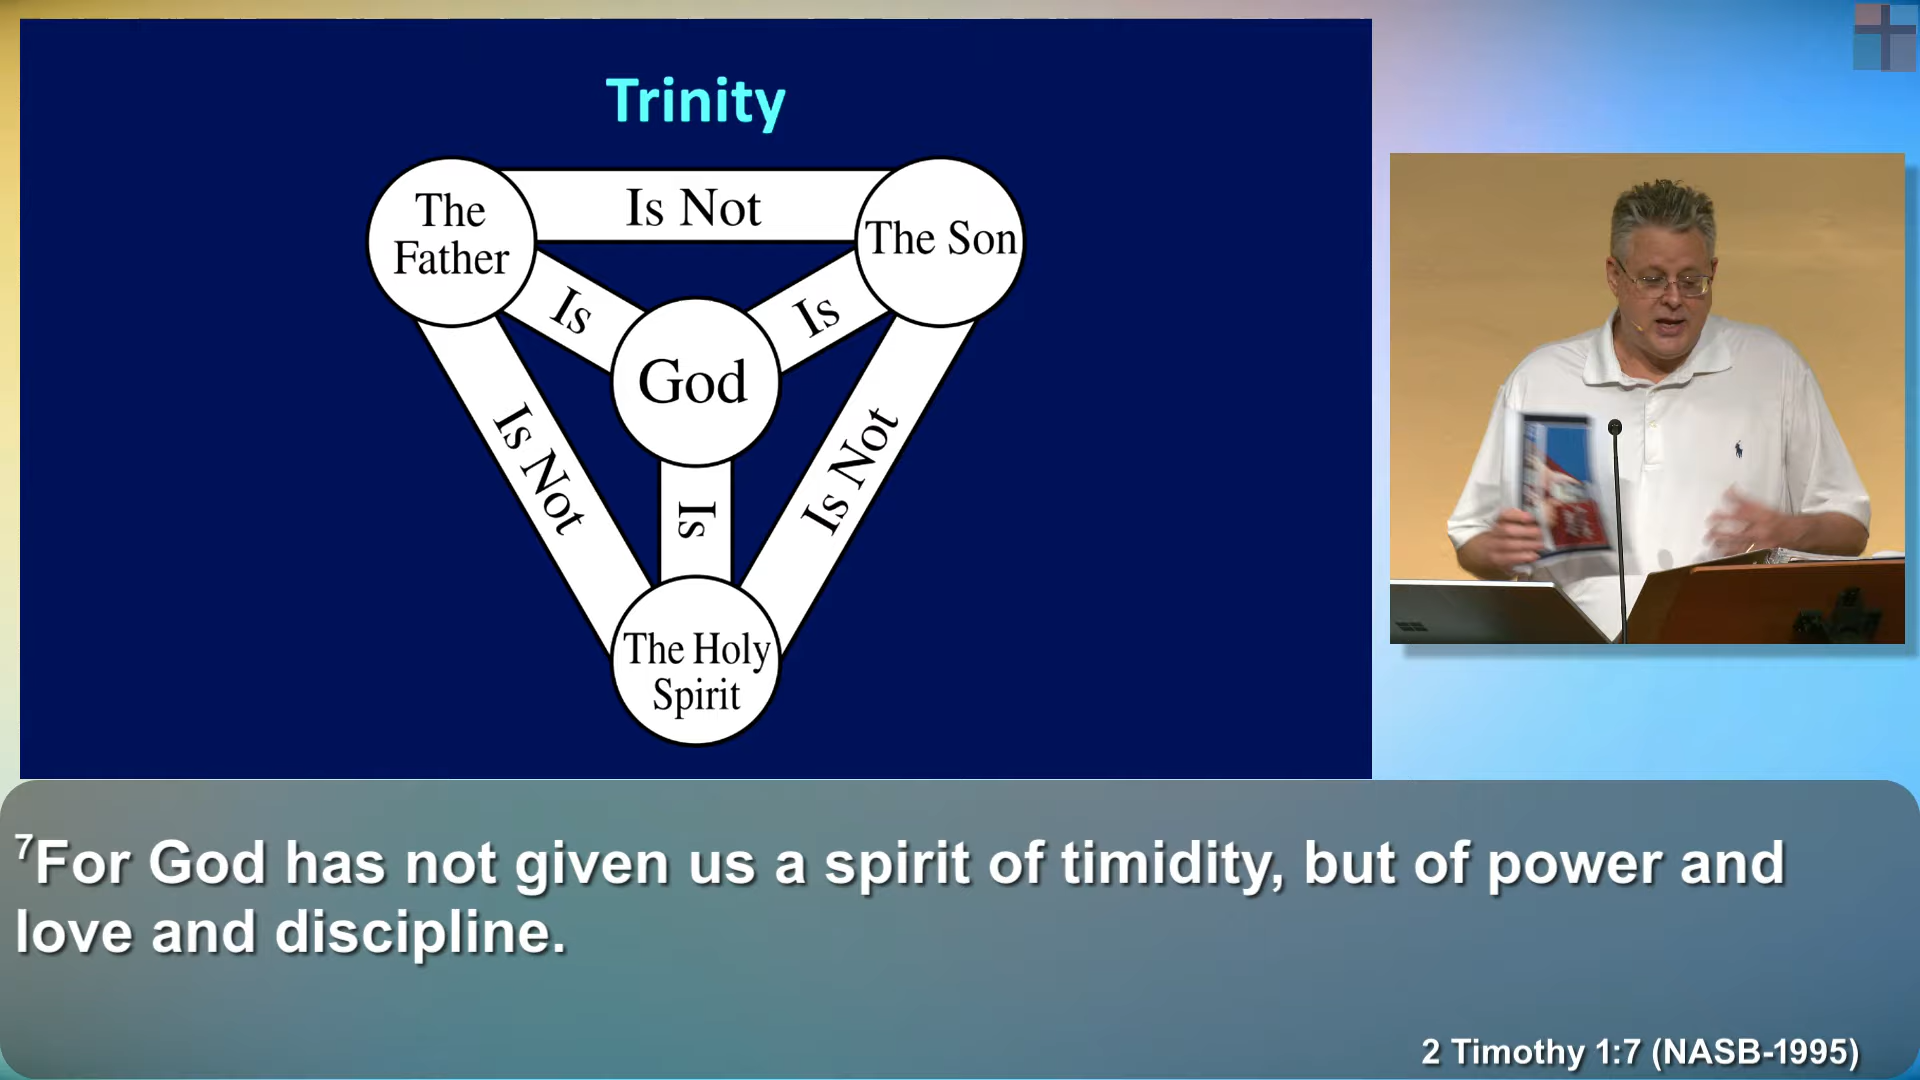 Trinity
The
Father
Is Not
The Son
Is
Is
God
Is Not
Is
Is Not
The Holy
Spirit
7For God has not given us a spirit of timidity, but of power and
love and discipline.
2 Timothy 1:7 (NASB-1995)